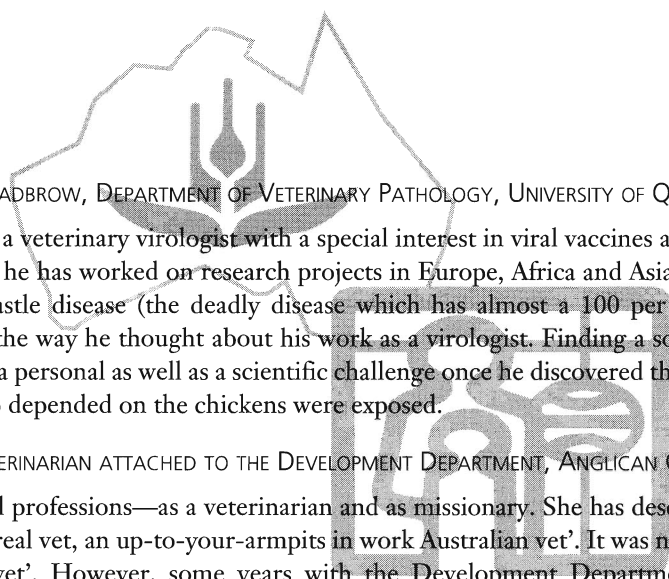 ADBROW, DEPARTMENT OF VETERINARY PATHOLOGY, UNIVERSITY OF Q
a veterinary virologist with a special interest in viral vaccines a
he has worked on research projects in Europe, Africa and Asia
astle disease (the deadly disease which has almost a 100 per
the way he thought about his work as a virologist. Finding a so
a personal as well as a scientific challenge once he discovered th
depended on the chickens were exposed.
ERINARIAN ATTACHED TO THE DEVELOPMENT DEPARTMENT, ANGLICAN
l professions—as a veterinarian and as missionary. She has desc
real vet, an up-to-your-armpits in work Australian vet’. It was n
vet’. However, some years with the Development Departme